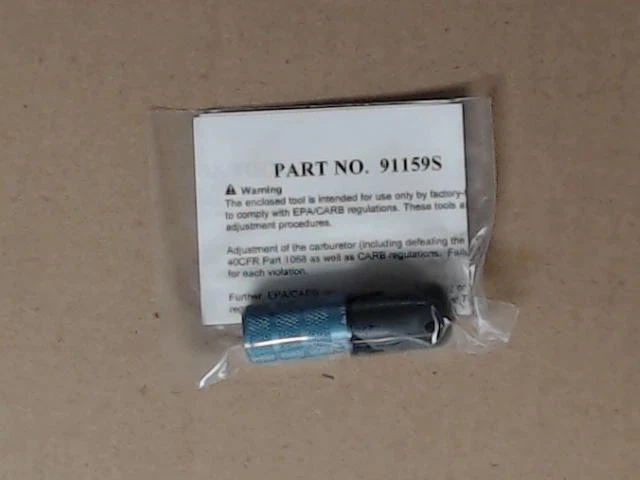 PART NO. 91159S
⚠ Warning
The enclosed tool is intended for use only by factory-
to comply with EPA/CARB regulations. These tools a
adjustment procedures.
Adjustment of the carburetor (including defeating the
40CFR Part 1068 as well as CARB regulations. Fail
for each violation.
Further, EPA/CARB